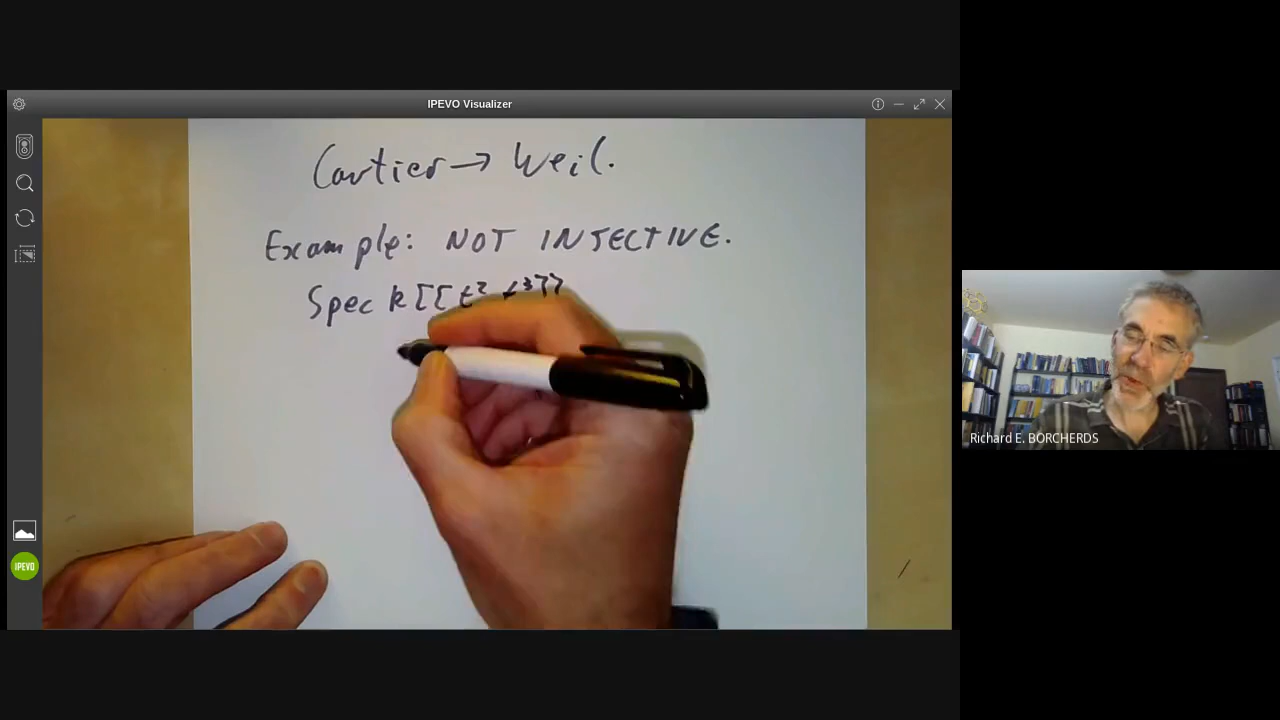 IPEVO Visualizer
Cartier → Weil.
Example: NOT INJECTIVE.
Spec k[[t², t³]]
IPEVO
Richard E. BORCHERDS